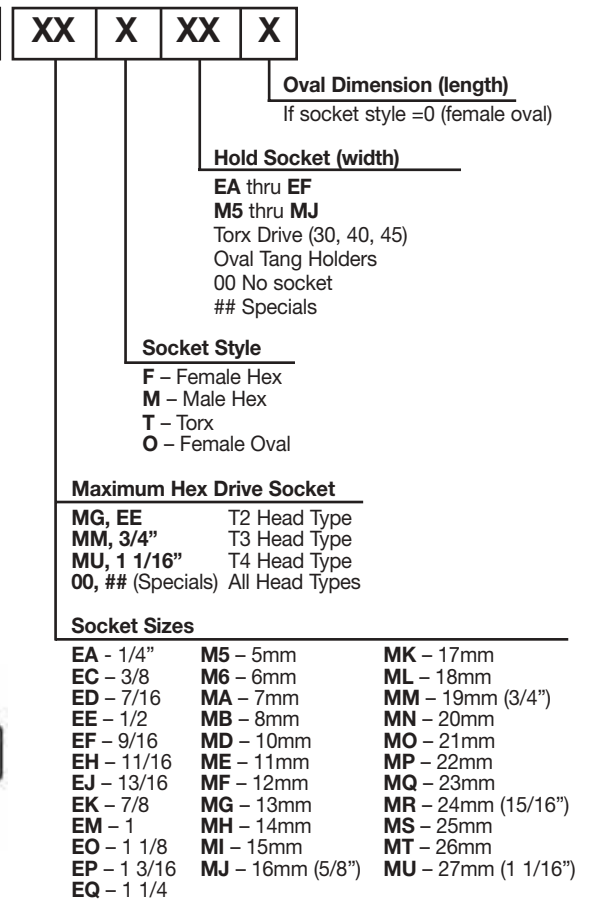 XX X XX X
Oval Dimension (length)
If socket style =0 (female oval)
Hold Socket (width)
EA thru EF
M5 thru MJ
Torx Drive (30, 40, 45)
Oval Tang Holders
00 No socket
## Specials
Socket Style
F – Female Hex
M – Male Hex
T – Torx
O – Female Oval
Maximum Hex Drive Socket
MG, EE T2 Head Type
MM, 3/4” T3 Head Type
MU, 1 1/16” T4 Head Type
00, ## (Specials) All Head Types
Socket Sizes
EA - 1/4” M5 – 5mm MK – 17mm
EC – 3/8 M6 – 6mm ML – 18mm
ED – 7/16 MA – 7mm MM – 19mm (3/4”)
EE – 1/2 MB – 8mm MN – 20mm
EF – 9/16 MD – 10mm MO – 21mm
EH – 11/16 ME – 11mm MP – 22mm
EJ – 13/16 MF – 12mm MQ – 23mm
EK – 7/8 MG – 13mm MR – 24mm (15/16”)
EM – 1 MH – 14mm MS – 25mm
EO – 1 1/8 MI – 15mm MT – 26mm
EP – 1 3/16 MJ – 16mm (5/8”) MU – 27mm (1 1/16”)
EQ – 1 1/4